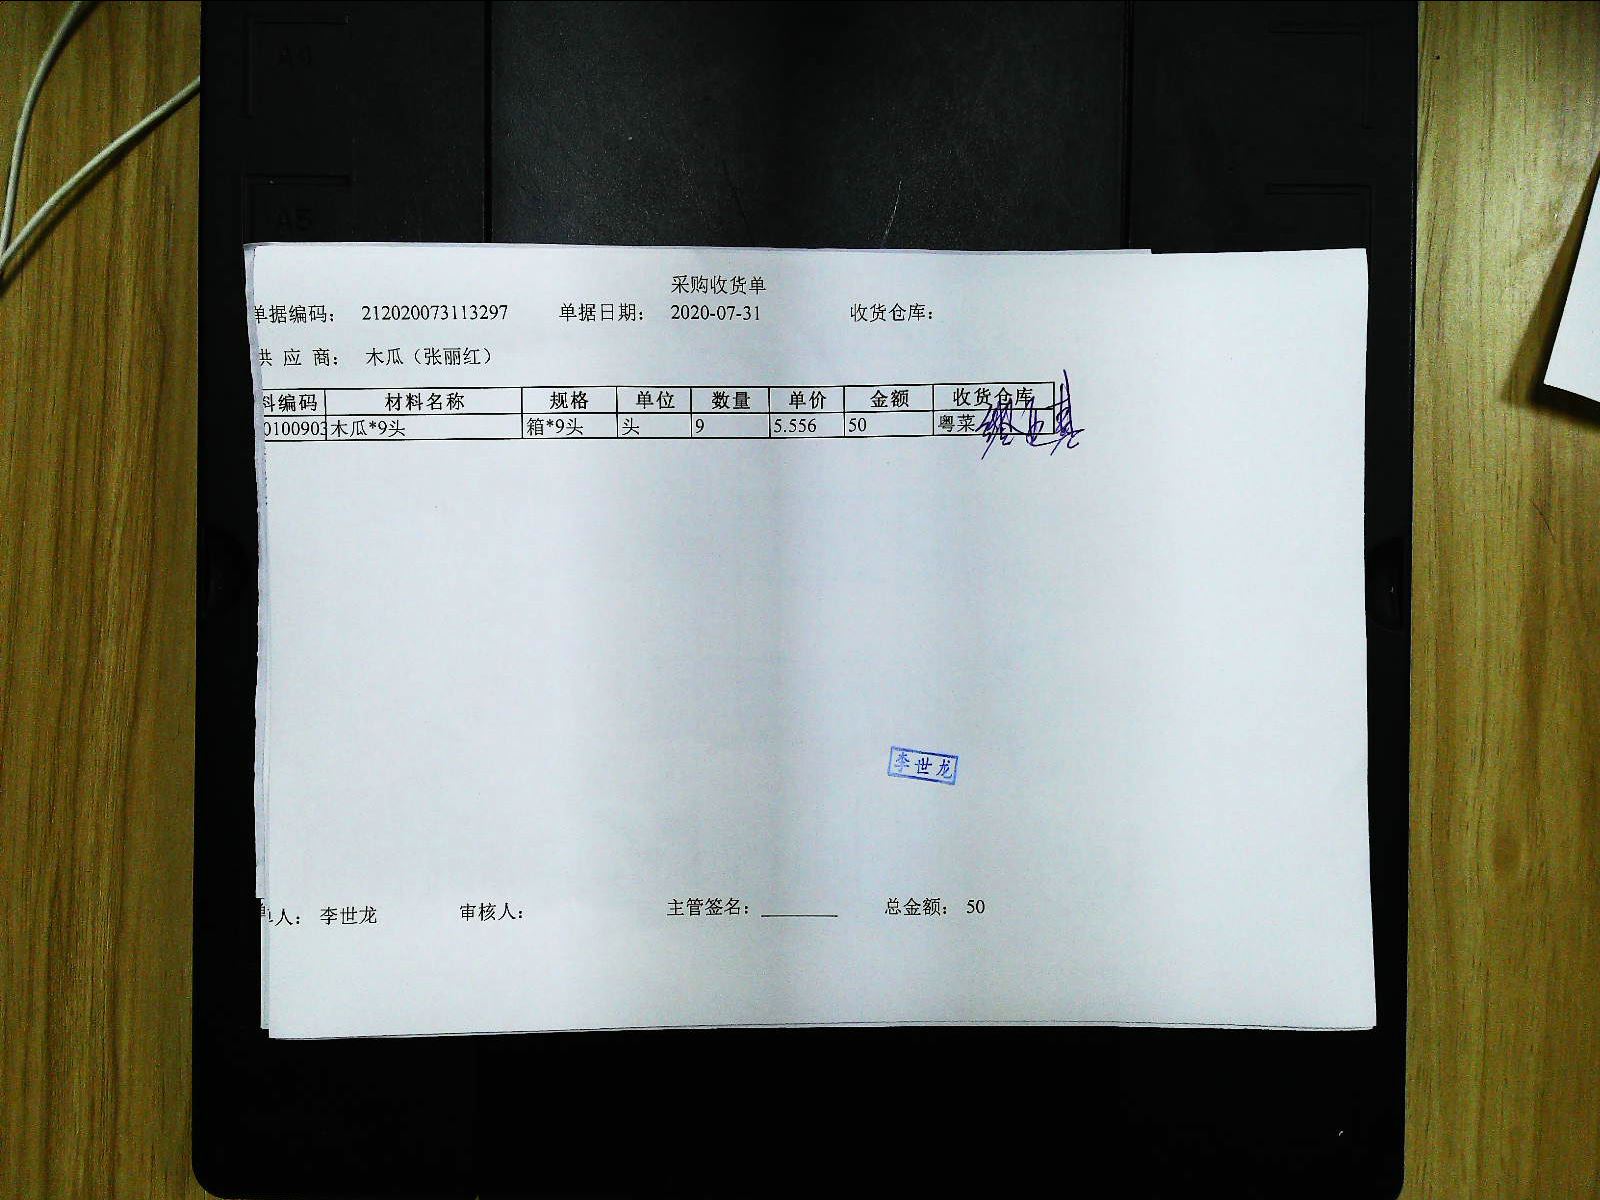 A4
A3
采购收货单
单据编码： 212020073113297 单据日期： 2020-07-31 收货仓库：
供 应 商： 木瓜（张丽红）
料编码 材料名称 规格 单位 数量 单价 金额 收货仓库
0100903 木瓜*9头 箱*9头 头 9 5.556 50 粤菜
李世龙
单人： 李世龙 审核人： 主管签名： 总金额： 50